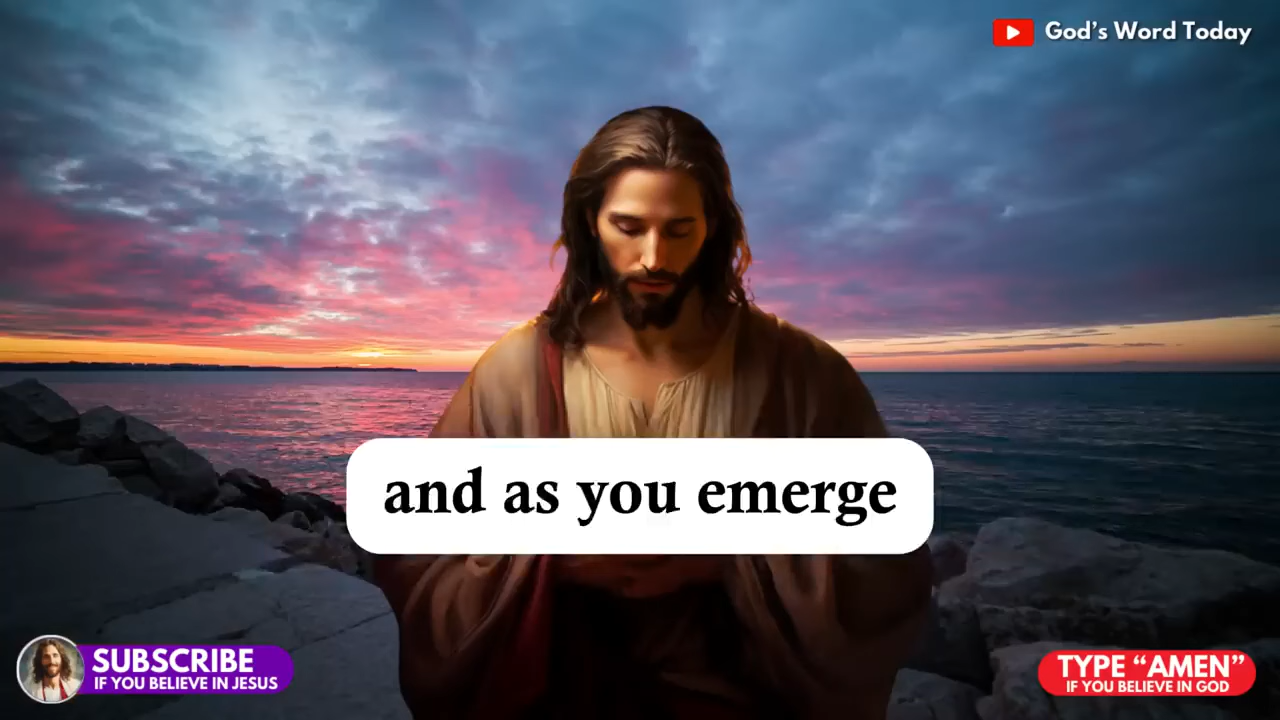 God's Word Today
and as you emerge
SUBSCRIBE
IF YOU BELIEVE IN JESUS
TYPE “AMEN”
IF YOU BELIEVE IN GOD